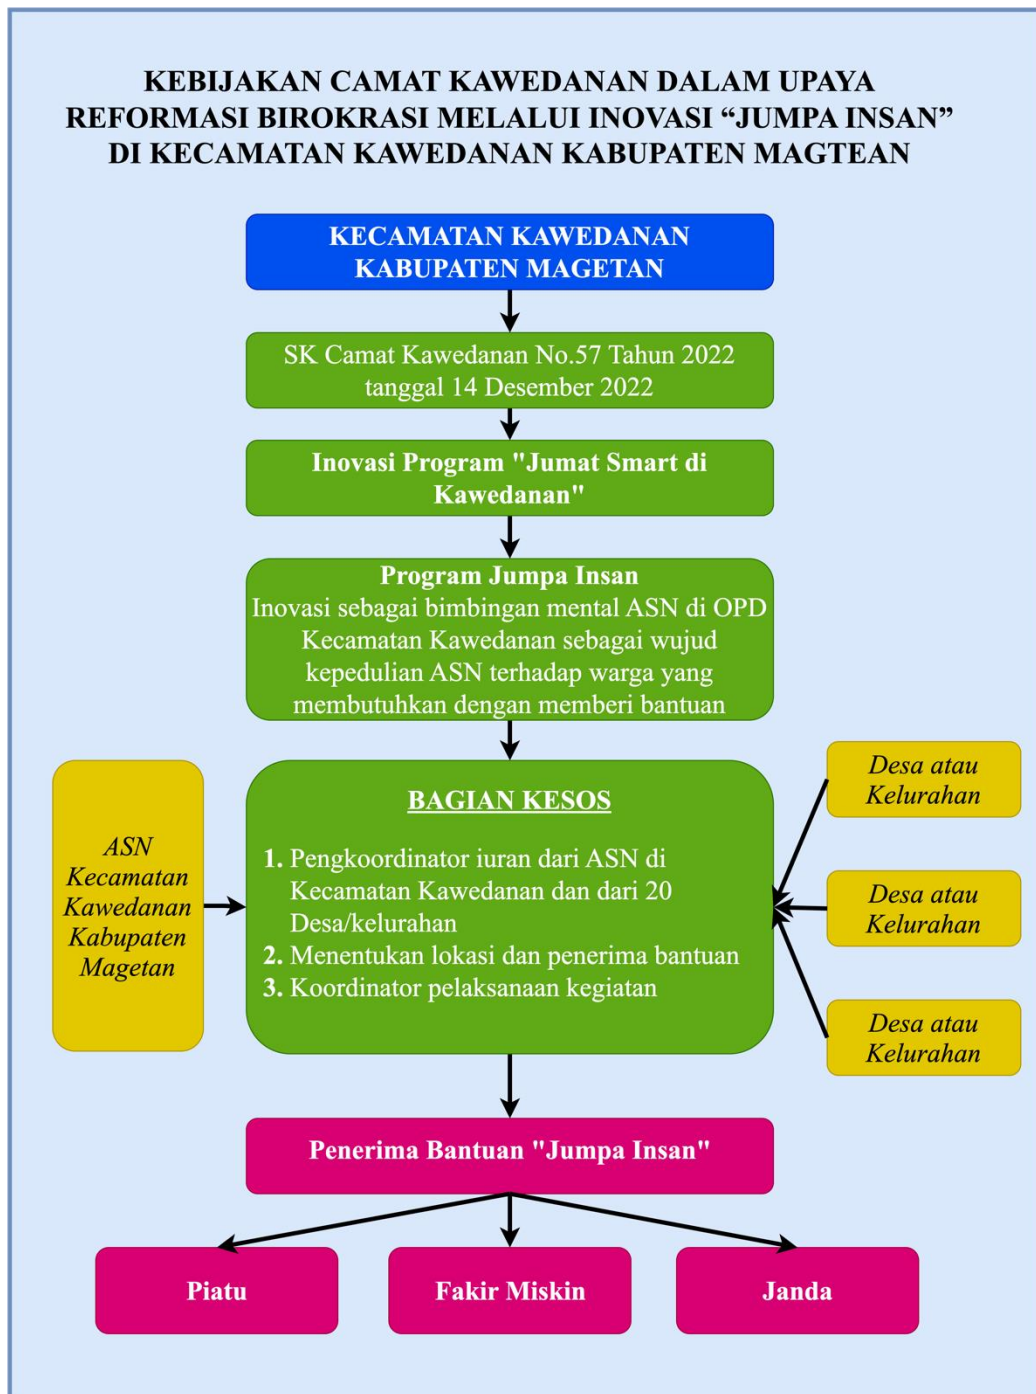 KEBIJAKAN CAMAT KAWEDANAN DALAM UPAYA
REFORMASI BIROKRASI MELALUI INOVASI “JUMPA INSAN”
DI KECAMATAN KAWEDANAN KABUPATEN MAGTEAN
KECAMATAN KAWEDANAN
KABUPATEN MAGETAN
SK Camat Kawedanan No.57 Tahun 2022
tanggal 14 Desember 2022
Inovasi Program "Jumat Smart di
Kawedanan"
Program Jumpa Insan
Inovasi sebagai bimbingan mental ASN di OPD
Kecamatan Kawedanan sebagai wujud
kepedulian ASN terhadap warga yang
membutuhkan dengan memberi bantuan
ASN
Kecamatan
Kawedanan
Kabupaten
Magetan
BAGIAN KESOS
1. Pengkoordinator iuran dari ASN di
Kecamatan Kawedanan dan dari 20
Desa/kelurahan
2. Menentukan lokasi dan penerima bantuan
3. Koordinator pelaksanaan kegiatan
Desa atau
Kelurahan
Desa atau
Kelurahan
Desa atau
Kelurahan
Penerima Bantuan "Jumpa Insan"
Piatu
Fakir Miskin
Janda